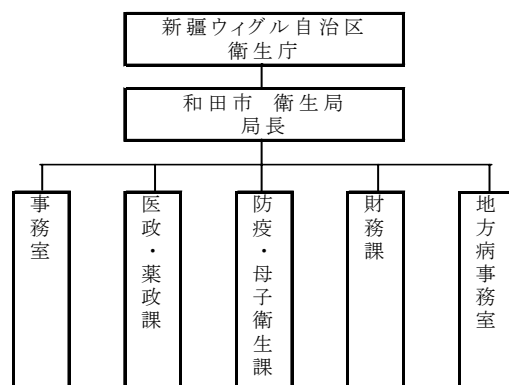 新疆ウィグル自治区
衛生庁
和田市 衛生局
局長
事務室
医政・薬政課
防疫・母子衛生課
財務課
地方病事務室